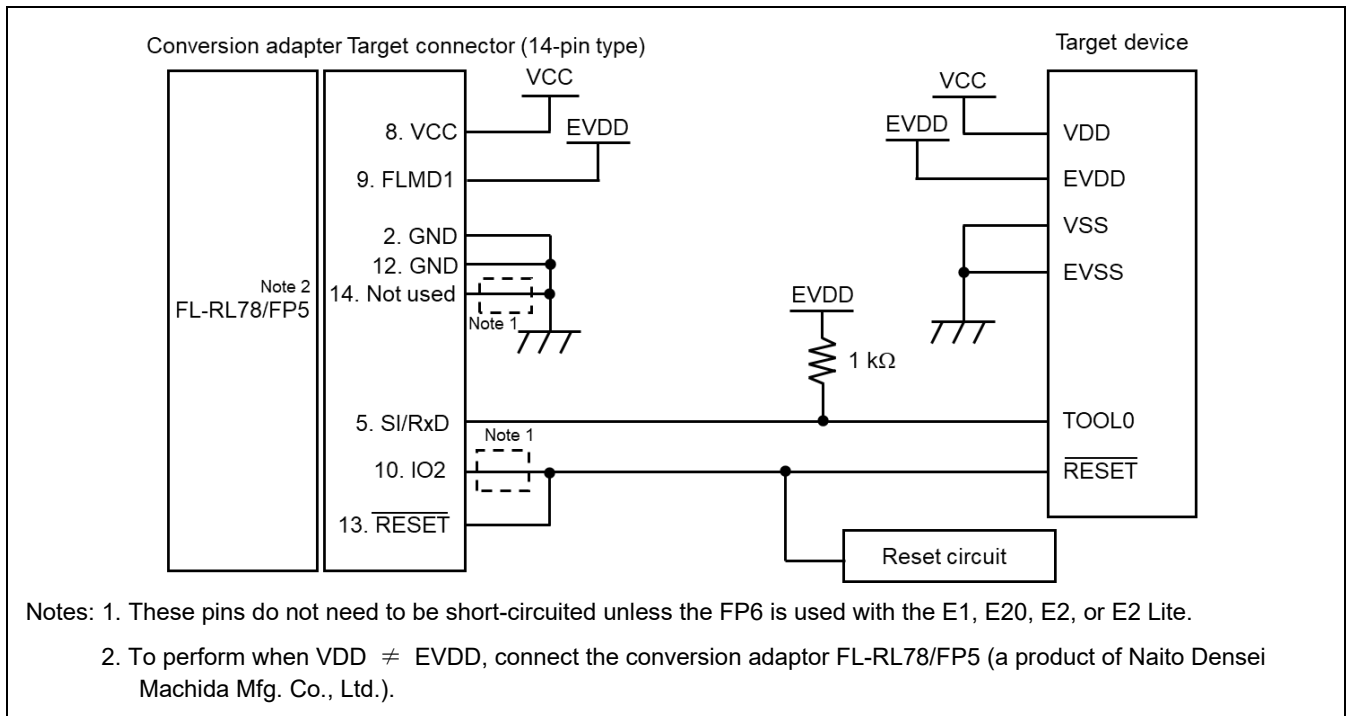 Conversion adapter Target connector (14-pin type)
Target device
VCC
VCC
8. VCC
EVDD
EVDD
VDD
9. FLMD1
EVDD
2. GND
VSS
12. GND
EVSS
Note 2
14. Not used
EVDD
FL-RL78/FP5
Note 1
1 kΩ
5. SI/RxD
TOOL0
Note 1
10. IO2
RESET
13. RESET
Reset circuit
Notes: 1. These pins do not need to be short-circuited unless the FP6 is used with the E1, E20, E2, or E2 Lite.
2. To perform when VDD ≠ EVDD, connect the conversion adaptor FL-RL78/FP5 (a product of Naito Densei
Machida Mfg. Co., Ltd.).